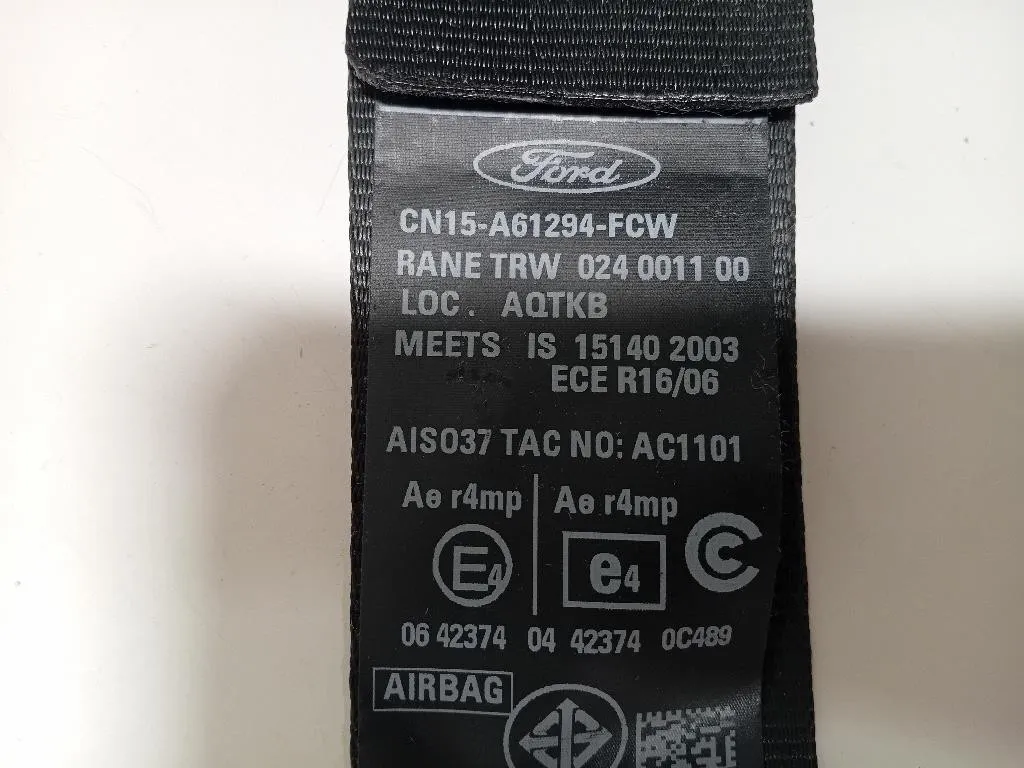 Ford
CN15-A61294-FCW
RANE TRW 024 0011 00
LOC. AQTKB
MEETS IS 15140 2003
ECE R16/06
AIS037 TAC NO: AC1101
Ae r4mp Ae r4mp
E4 e4 C
06 42374 04 42374 0C489
AIRBAG